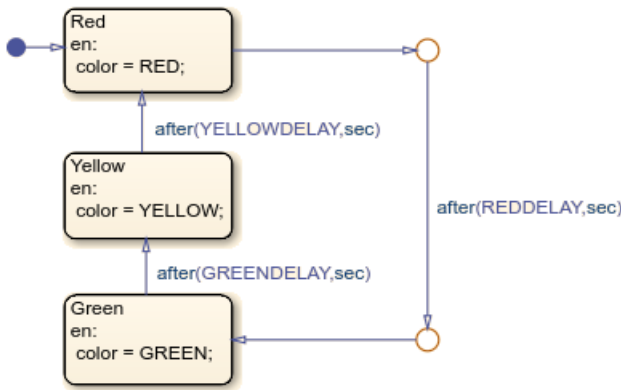 Red
en:
color = RED;
after(YELLOWDELAY,sec)
Yellow
en:
color = YELLOW;
after(REDDELAY,sec)
after(GREENDELAY,sec)
Green
en:
color = GREEN;